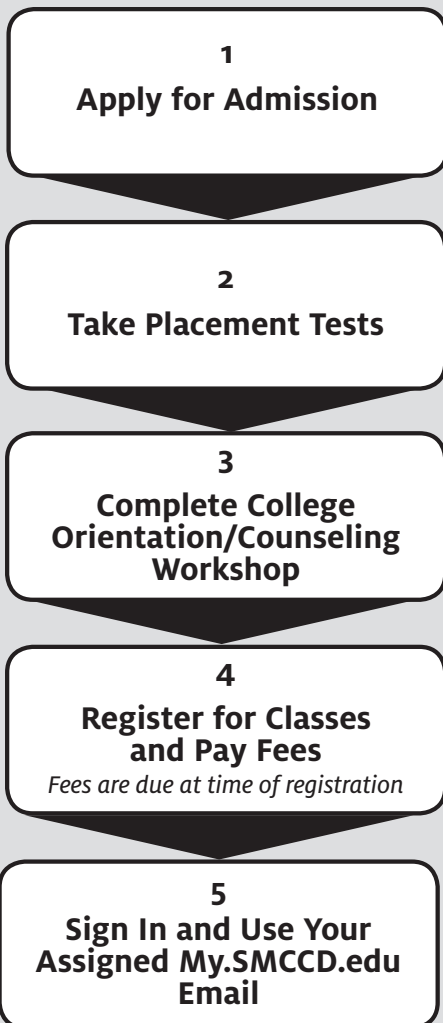 1
Apply for Admission
2
Take Placement Tests
3
Complete College
Orientation/Counseling
Workshop
4
Register for Classes
and Pay Fees
Fees are due at time of registration
5
Sign In and Use Your
Assigned My.SMCCD.edu
Email